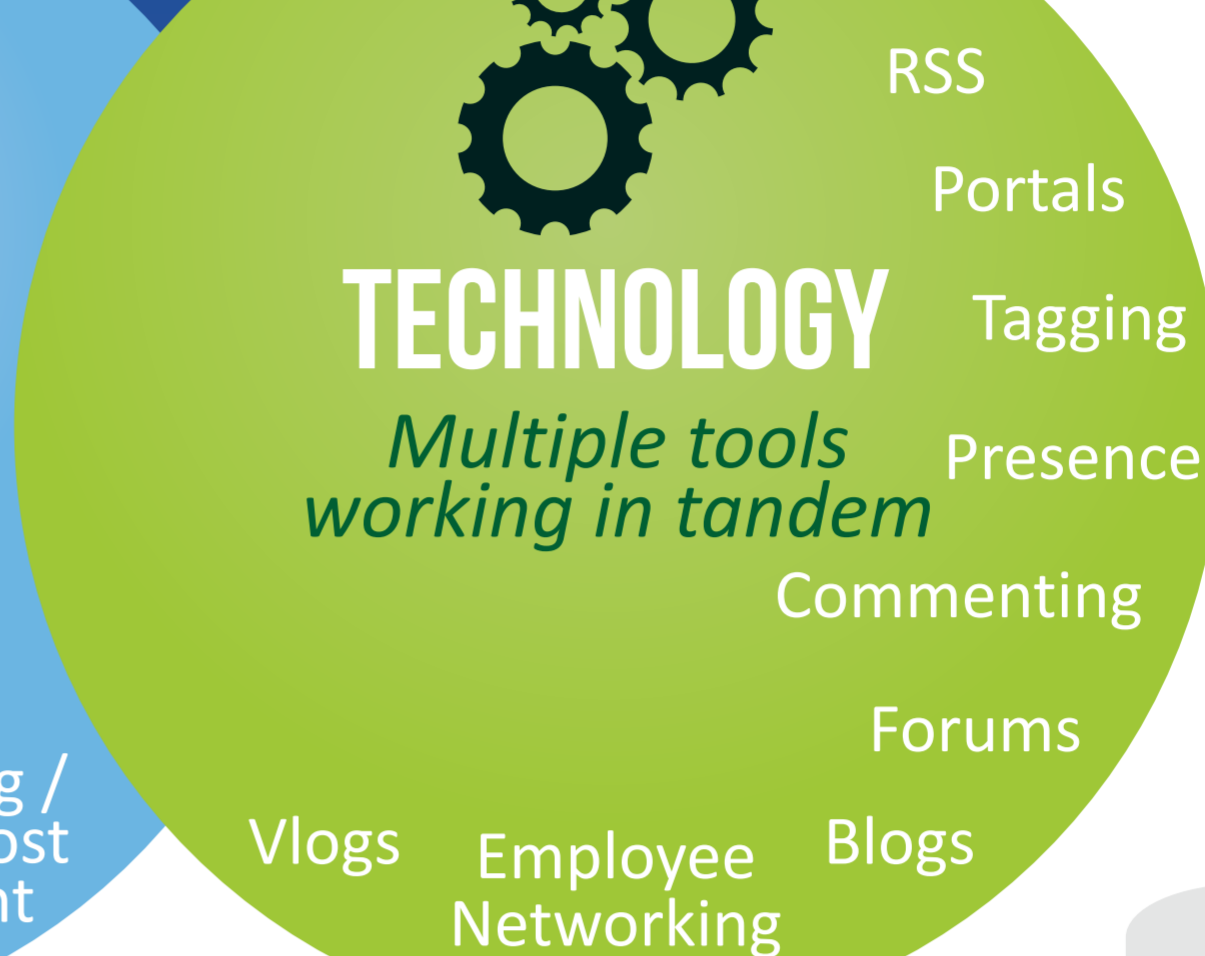 RSS
Portals
TECHNOLOGY
Tagging
Multiple tools
working in tandem
Presence
Commenting
Forums
Vlogs
Employee
Networking
Blogs